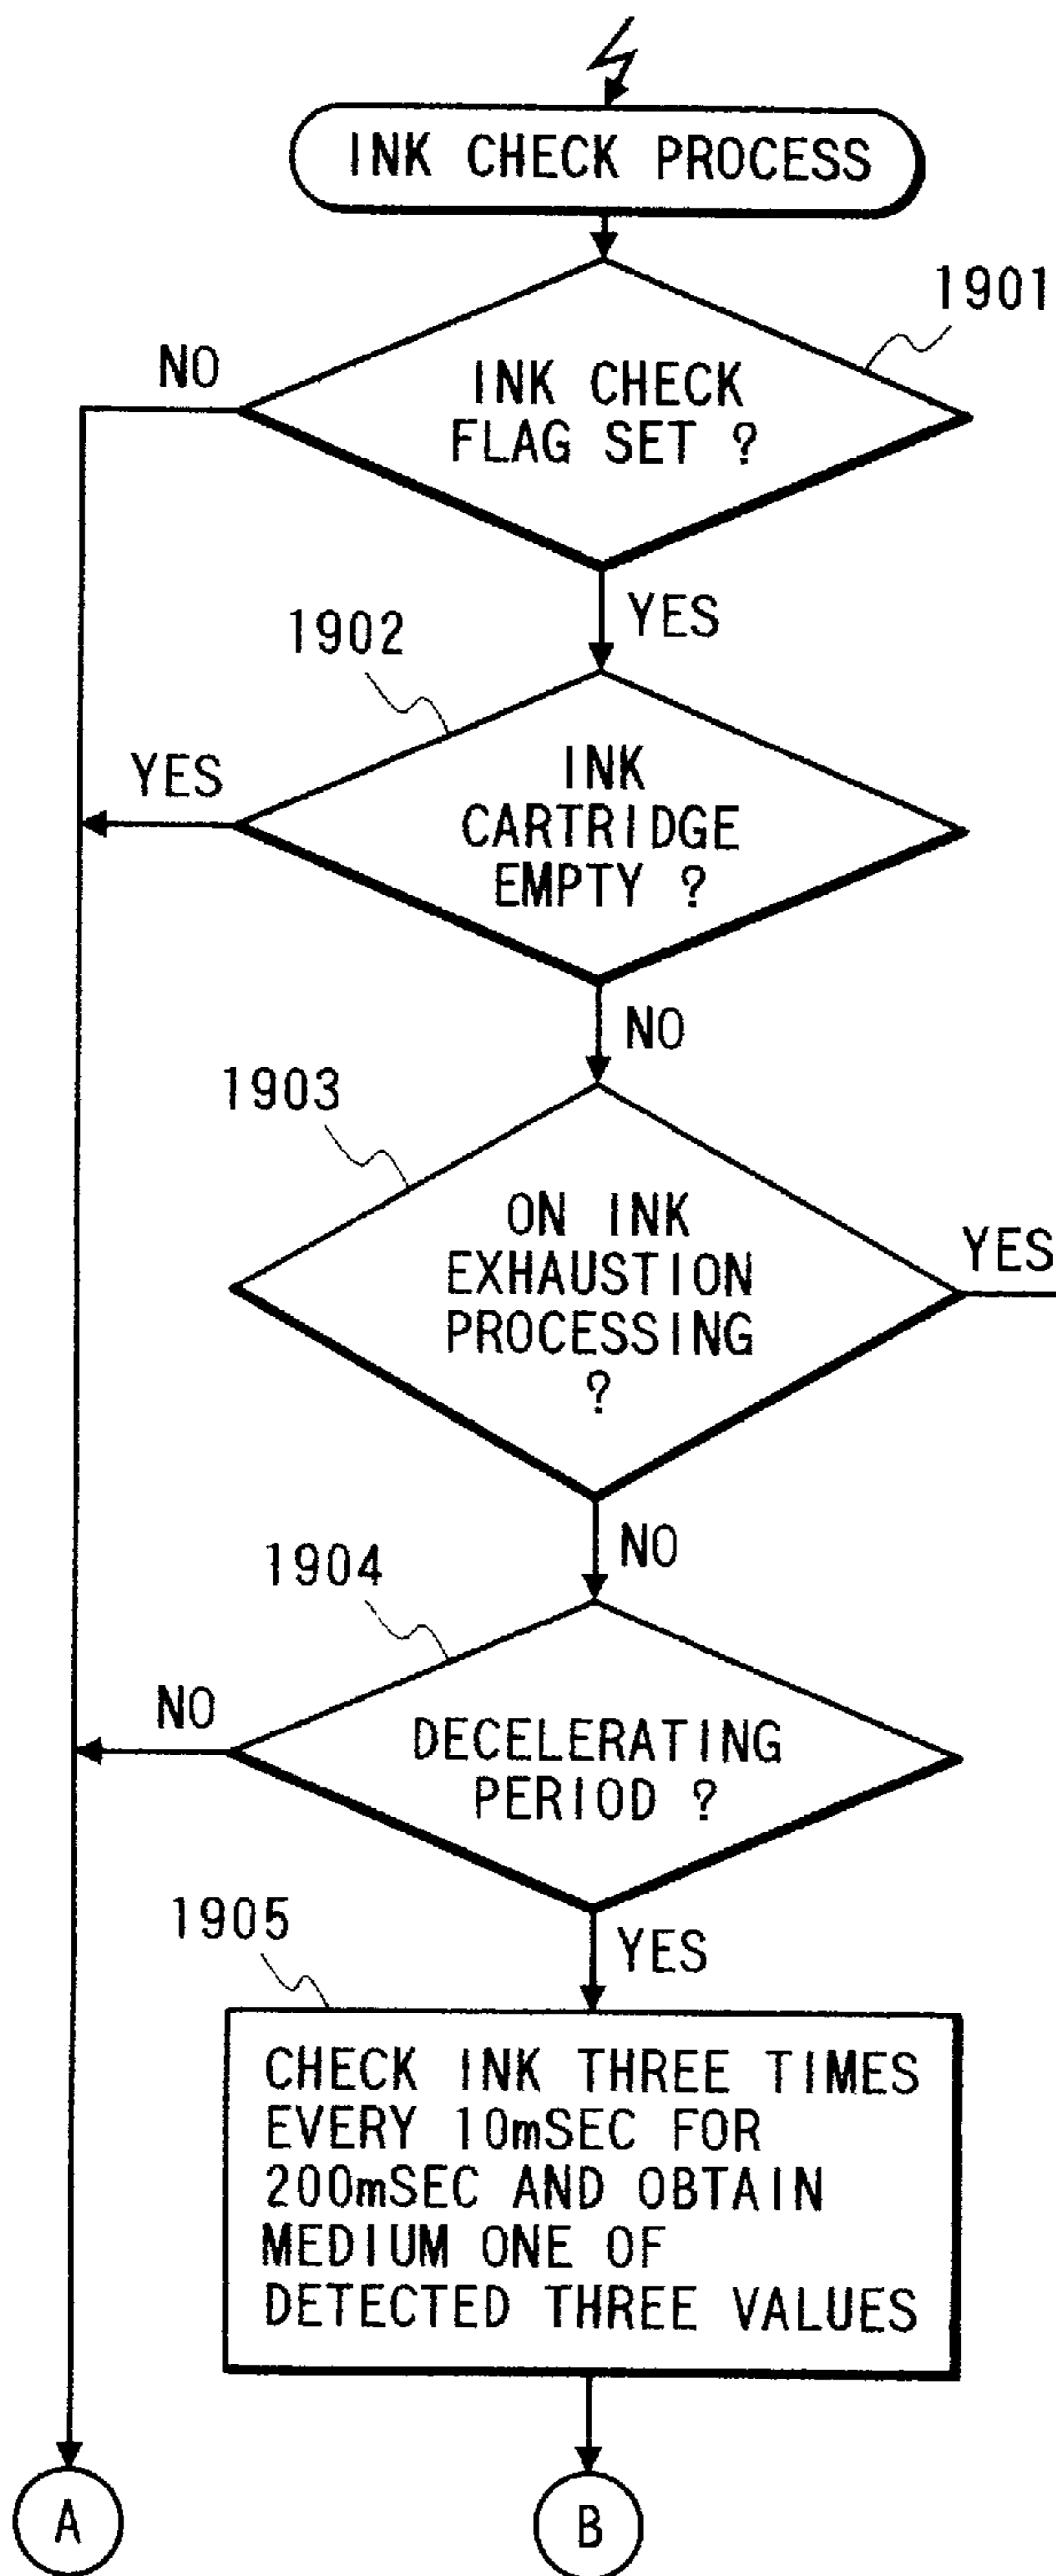 INK CHECK PROCESS
1901
NO
INK CHECK
FLAG SET ?
YES
1902
YES
INK
CARTRIDGE
EMPTY ?
NO
1903
ON INK
EXHAUSTION
PROCESSING
?
YES
NO
1904
NO
DECELERATING
PERIOD ?
YES
1905
CHECK INK THREE TIMES
EVERY 10mSEC FOR
200mSEC AND OBTAIN
MEDIUM ONE OF
DETECTED THREE VALUES
A
B